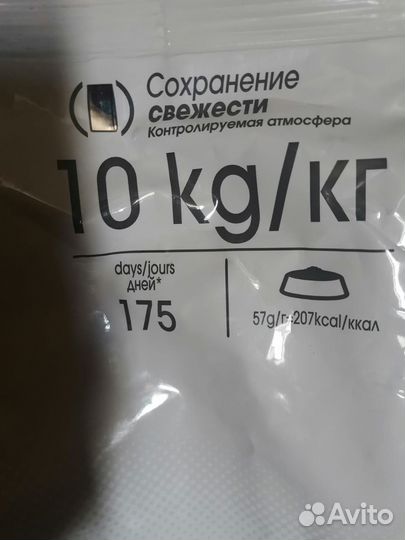 Сохранение
свежести
Контролируемая атмосфера
10 kg/кг
days/jours
дней*
175
57g/г=207kcal/ккал
Avito